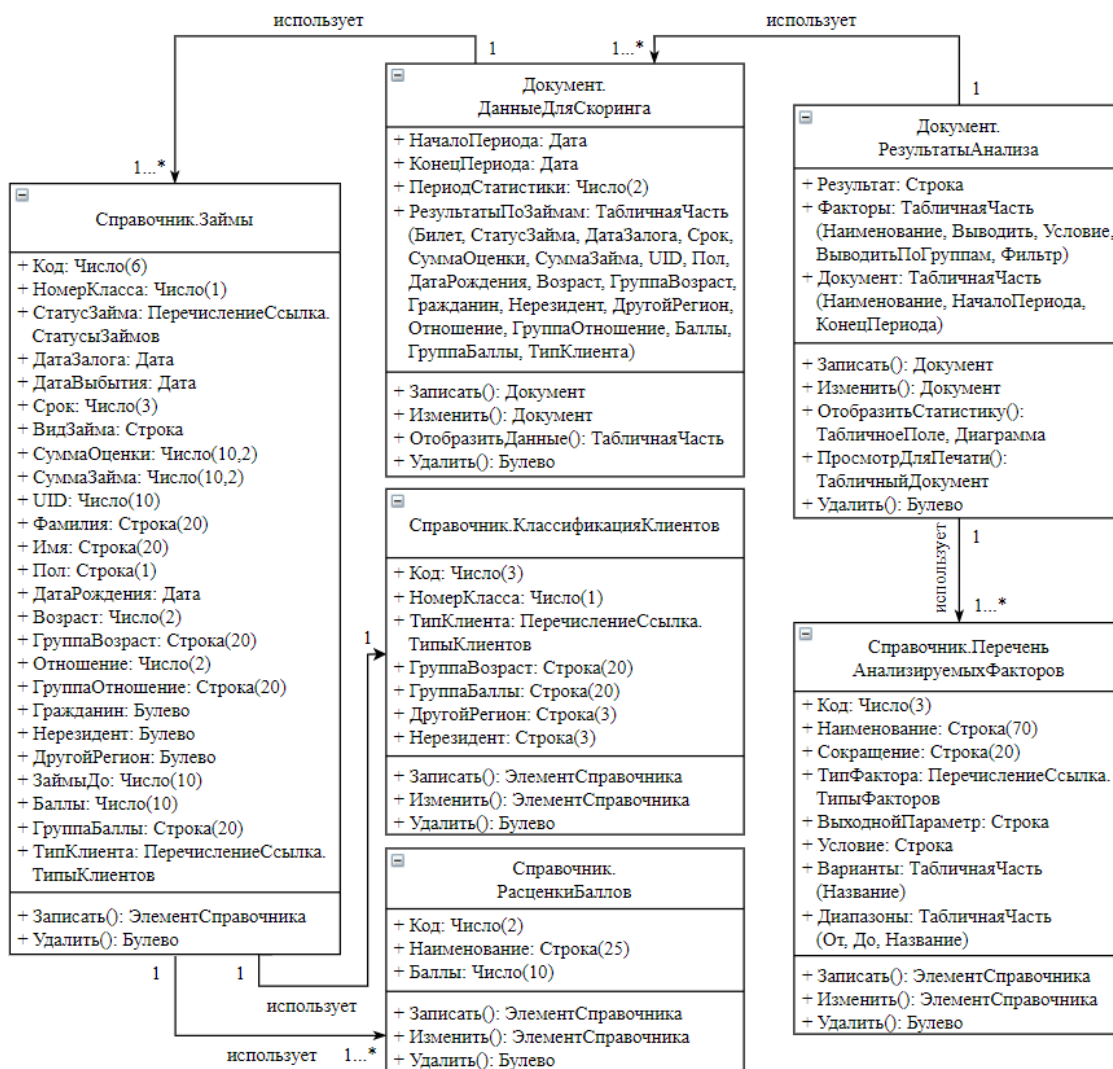 использует
1
1...*
использует
1...*
1
Документ.
ДанныеДляСкоринга
+ НачалоПериода: Дата
+ КонецПериода: Дата
+ ПериодСтатистики: Число(2)
+ РезультатыПоЗаймам: ТабличнаяЧасть
(Билет, СтатусЗайма, ДатаЗалога, Срок,
СуммаОценки, СуммаЗайма, UID, Пол,
ДатаРождения, Возраст, ГруппаВозраст,
Гражданин, Нерезидент, ДругойРегион,
Отношение, ГруппаОтношение, Баллы,
ГруппаБаллы, ТипКлиента)
+ Записать(): Документ
+ Изменить(): Документ
+ ОтобразитьДанные(): ТабличнаяЧасть
+ Удалить(): Булево
Документ.
РезультатыАнализа
+ Результат: Строка
+ Факторы: ТабличнаяЧасть
(Наименование, Выводить, Условие,
ВыводитьПоГруппам, Фильтр)
+ Документ: ТабличнаяЧасть
(Наименование, НачалоПериода,
КонецПериода)
+ Записать(): Документ
+ Изменить(): Документ
+ ОтобразитьСтатистику():
ТабличноеПоле, Диаграмма
+ ПросмотрДляПечати():
ТабличныйДокумент
+ Удалить(): Булево
Справочник.Займы
+ Код: Число(6)
+ НомерКласса: Число(1)
+ СтатусЗайма: ПеречислениеСсылка.
СтатусыЗаймов
+ ДатаЗалога: Дата
+ ДатаВыбытия: Дата
+ Срок: Число(3)
+ ВидЗайма: Строка
+ СуммаОценки: Число(10,2)
+ СуммаЗайма: Число(10,2)
+ UID: Число(10)
+ Фамилия: Строка(20)
+ Имя: Строка(20)
+ Пол: Строка(1)
+ ДатаРождения: Дата
+ Возраст: Число(2)
+ ГруппаВозраст: Строка(20)
+ Отношение: Число(2)
+ ГруппаОтношение: Строка(20)
+ Гражданин: Булево
+ Нерезидент: Булево
+ ДругойРегион: Булево
+ ЗаймыДо: Число(10)
+ Баллы: Число(10)
+ ГруппаБаллы: Строка(20)
+ ТипКлиента: ПеречислениеСсылка.
ТипыКлиентов
+ Записать(): ЭлементСправочника
+ Удалить(): Булево
1
1
использует
1
использует
1...*
Справочник.КлассификацияКлиентов
+ Код: Число(3)
+ НомерКласса: Число(1)
+ ТипКлиента: ПеречислениеСсылка.
ТипыКлиентов
+ ГруппаВозраст: Строка(20)
+ ГруппаБаллы: Строка(20)
+ ДругойРегион: Строка(3)
+ Нерезидент: Строка(3)
+ Записать(): ЭлементСправочника
+ Изменить(): ЭлементСправочника
+ Удалить(): Булево
Справочник.
РасценкиБаллов
+ Код: Число(2)
+ Наименование: Строка(25)
+ Баллы: Число(10)
+ Записать(): ЭлементСправочника
+ Изменить(): ЭлементСправочника
+ Удалить(): Булево
использует
1
1...*
Справочник.Перечень
АнализируемыхФакторов
+ Код: Число(3)
+ Наименование: Строка(70)
+ Сокращение: Строка(20)
+ ТипФактора: ПеречислениеСсылка.
ТипыФакторов
+ ВыходнойПараметр: Строка
+ Условие: Строка
+ Варианты: ТабличнаяЧасть
(Название)
+ Диапазоны: ТабличнаяЧасть
(От, До, Название)
+ Записать(): ЭлементСправочника
+ Изменить(): ЭлементСправочника
+ Удалить(): Булево